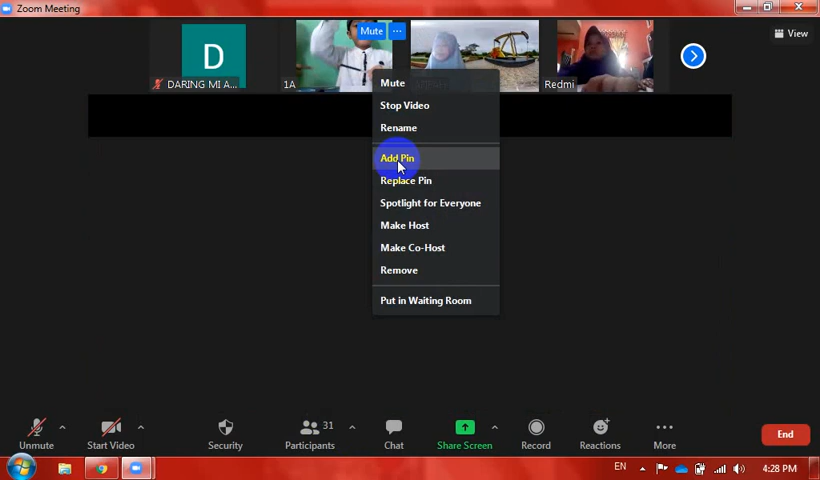 Zoom Meeting
View
D
Mute ...
DARING MI A...
1A
Redmi
Mute
Stop Video
Rename
Add Pin
Replace Pin
Spotlight for Everyone
Make Host
Make Co-Host
Remove
Put in Waiting Room
31
Unmute
Start Video
Security
Participants
Chat
Share Screen
Record
Reactions
More
End
EN
4:28 PM